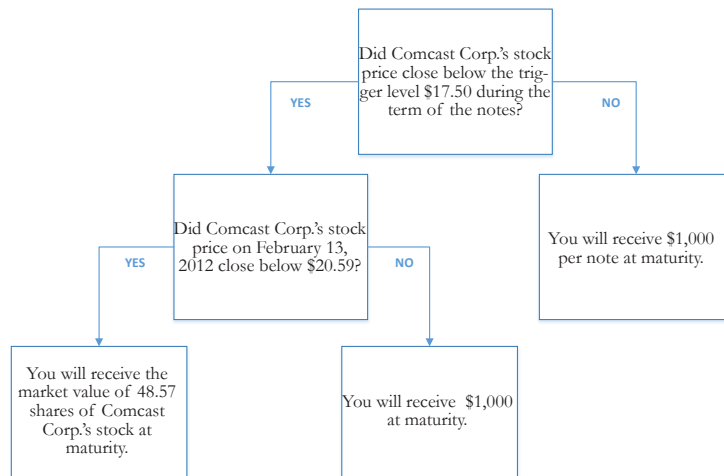 Did Comcast Corp.'s stock
price close below the trig-
ger level $17.50 during the
term of the notes?
YES
NO
Did Comcast Corp.'s stock
price on February 13,
2012 close below $20.59?
You will receive $1,000
per note at maturity.
YES
NO
You will receive the
market value of 48.57
shares of Comcast
Corp.'s stock at
maturity.
You will receive $1,000
at maturity.